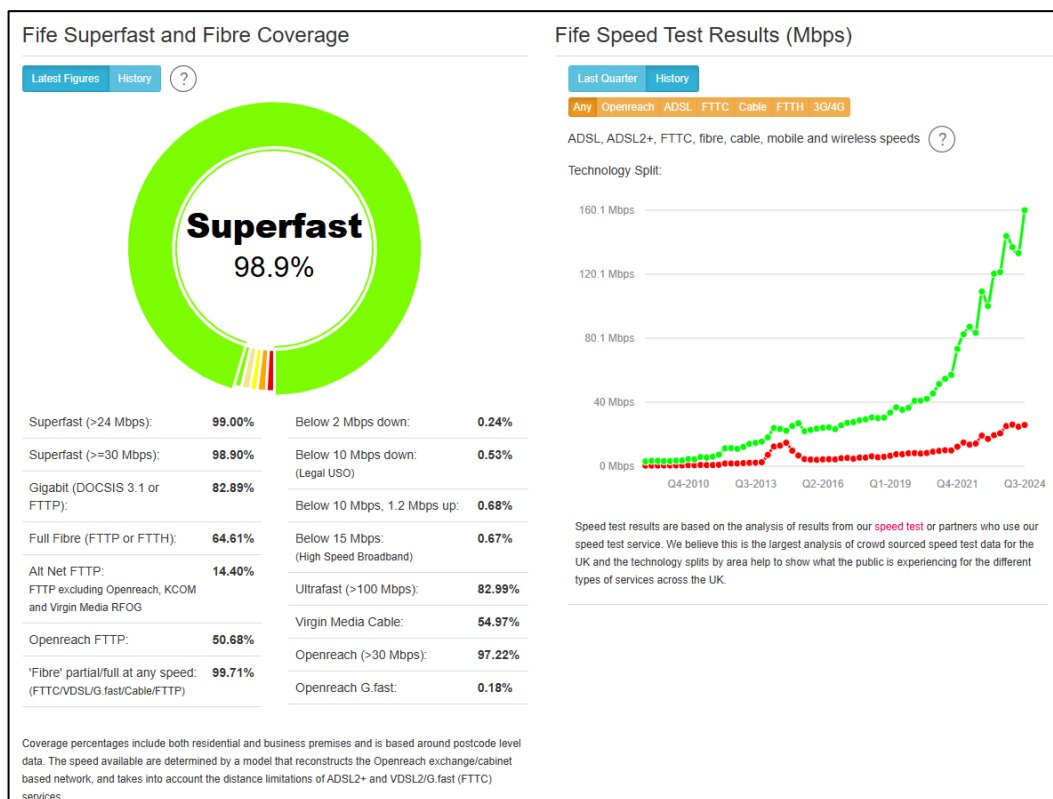 Fife Superfast and Fibre Coverage
Latest Figures History ?
Superfast
98.9%
Superfast (>24 Mbps): 99.00%
Superfast (>=30 Mbps): 98.90%
Gigabit (DOCSIS 3.1 or
FTTP): 82.89%
Full Fibre (FTTP or FTTH): 64.61%
Alt Net FTTP: 14.40%
FTTP excluding Openreach, KCOM
and Virgin Media RFOG
Openreach FTTP: 50.68%
'Fibre' partial/full at any speed: 99.71%
(FTTC/VDSL/G.fast/Cable/FTTP)
Below 2 Mbps down: 0.24%
Below 10 Mbps down: 0.53%
(Legal USO)
Below 10 Mbps, 1.2 Mbps up: 0.68%
Below 15 Mbps: 0.67%
(High Speed Broadband)
Ultrafast (>100 Mbps): 82.99%
Virgin Media Cable: 54.97%
Openreach (>30 Mbps): 97.22%
Openreach G.fast: 0.18%
Coverage percentages include both residential and business premises and is based around postcode level
data. The speed available are determined by a model that reconstructs the Openreach exchange/cabinet
based network, and takes into account the distance limitations of ADSL2+ and VDSL2/G.fast (FTTC)
services
Fife Speed Test Results (Mbps)
Last Quarter History
Any Openreach ADSL FTTC Cable FTTH 3G/4G
ADSL, ADSL2+, FTTC, fibre, cable, mobile and wireless speeds ?
Technology Split:
160.1 Mbps
120.1 Mbps
80.1 Mbps
40 Mbps
0 Mbps
Q4-2010 Q3-2013 Q2-2016 Q1-2019 Q4-2021 Q3-2024
Speed test results are based on the analysis of results from our speed test or partners who use our
speed test service. We believe this is the largest analysis of crowd sourced speed test data for the
UK and the technology splits by area help to show what the public is experiencing for the different
types of services across the UK.